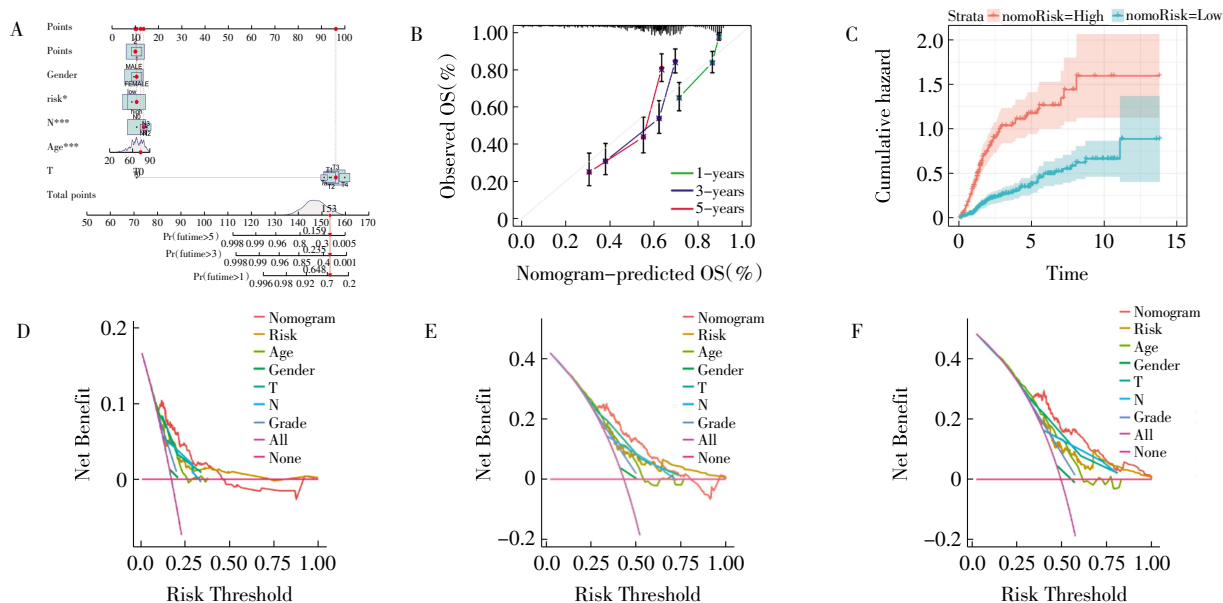 A
Points
0 10 20 30 40 50 60 70 80 90 100
Points
Gender
MALE
FEMALE
risk*
low
high
N***
N0
Age***
20 60 90
T
T0
T3
T2
T4
Total points
153
50 60 70 80 90 100 110 120 130 140 150 160 170
0.159
Pr(futime>5)
0.998 0.99 0.96 0.8 0.3 0.005
0.235
Pr(futime>3)
0.998 0.99 0.96 0.85 0.4 0.001
0.648
Pr(futime>1)
0.996 0.98 0.92 0.7 0.2
B
Observed OS(%)
1.00
0.80
0.60
0.40
0.20
0
1-years
3-years
5-years
0.0 0.2 0.4 0.6 0.8 1.0
Nomogram-predicted OS(%)
C
Strata nomoRisk=High nomoRisk=Low
Cumulative hazard
2.0
1.5
1.0
0.5
0
0 5 10 15
Time
D
Net Benefit
0.2
0.1
0
Nomogram
Risk
Age
Gender
T
N
Grade
All
None
0.0 0.25 0.50 0.75 1.00
Risk Threshold
E
Net Benefit
0.4
0.2
0
-0.2
Nomogram
Risk
Age
Gender
T
N
Grade
All
None
0.0 0.25 0.50 0.75 1.00
Risk Threshold
F
Net Benefit
0.4
0.2
0
-0.2
Nomogram
Risk
Age
Gender
T
N
Grade
All
None
0.0 0.25 0.50 0.75 1.00
Risk Threshold